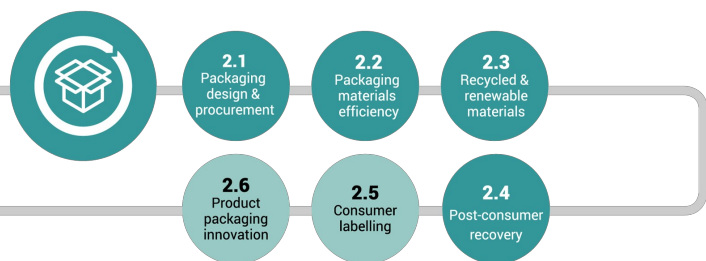 2.1
Packaging
design &
procurement
2.2
Packaging
materials
efficiency
2.3
Recycled &
renewable
materials
2.6
Product
packaging
innovation
2.5
Consumer
labelling
2.4
Post-consumer
recovery